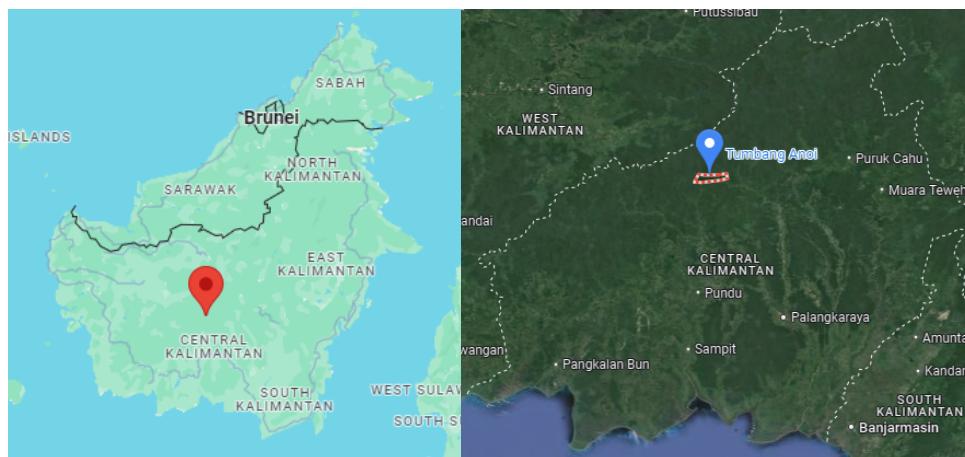 SABAH
Brunei
ISLANDS
NORTH
KALIMANTAN
SARAWAK
EAST
KALIMANTAN
CENTRAL
KALIMANTAN
WEST SULAW
SOUTH
KALIMANTAN
SOUTH SU
Putussibau
Sintang
WEST
KALIMANTAN
Tumbang Anoi
Puruk Cahu
Muara Teweh
andai
CENTRAL
KALIMANTAN
Pundu
Palangkaraya
Amunta
Sampit
wangan
Pangkalan Bun
Kandan
SOUTH
KALIMANTAN
Banjarmasin